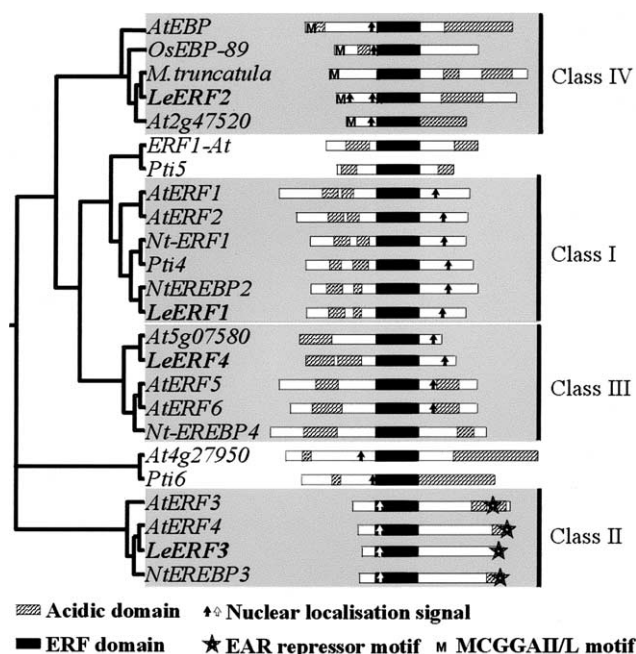 AtEBP
OsEBP-89
M.truncatula
LeERF2
At2g47520
Class IV
ERF1-At
Pti5
AtERF1
AtERF2
Nt-ERF1
Pti4
NtEREBP2
LeERF1
Class I
At5g07580
LeERF4
AtERF5
AtERF6
Nt-EREBP4
Class III
At4g27950
Pti6
AtERF3
AtERF4
LeERF3
NtEREBP3
Class II
Acidic domain
Nuclear localisation signal
ERF domain
EAR repressor motif
M MCGGAII/L motif